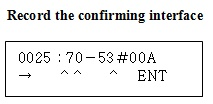 Record the confirming interface
0025 : 70-53 #00A
→ ^ ^ ^ ENT